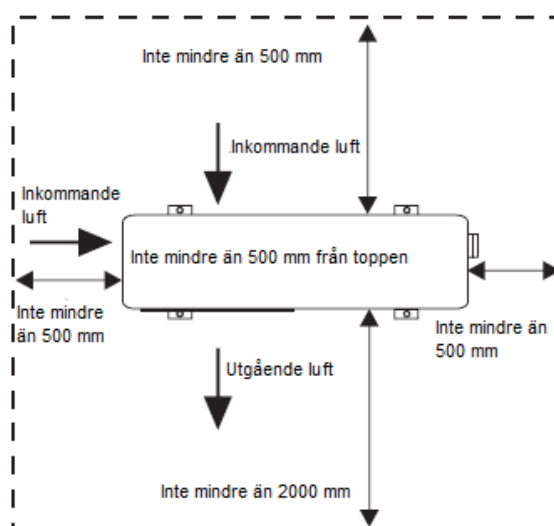 Inte mindre än 500 mm
Inkommande luft
Inkommande
luft
Inte mindre än 500 mm från toppen
Inte mindre
än 500 mm
Inte mindre än
500 mm
Utgående luft
Inte mindre än 2000 mm